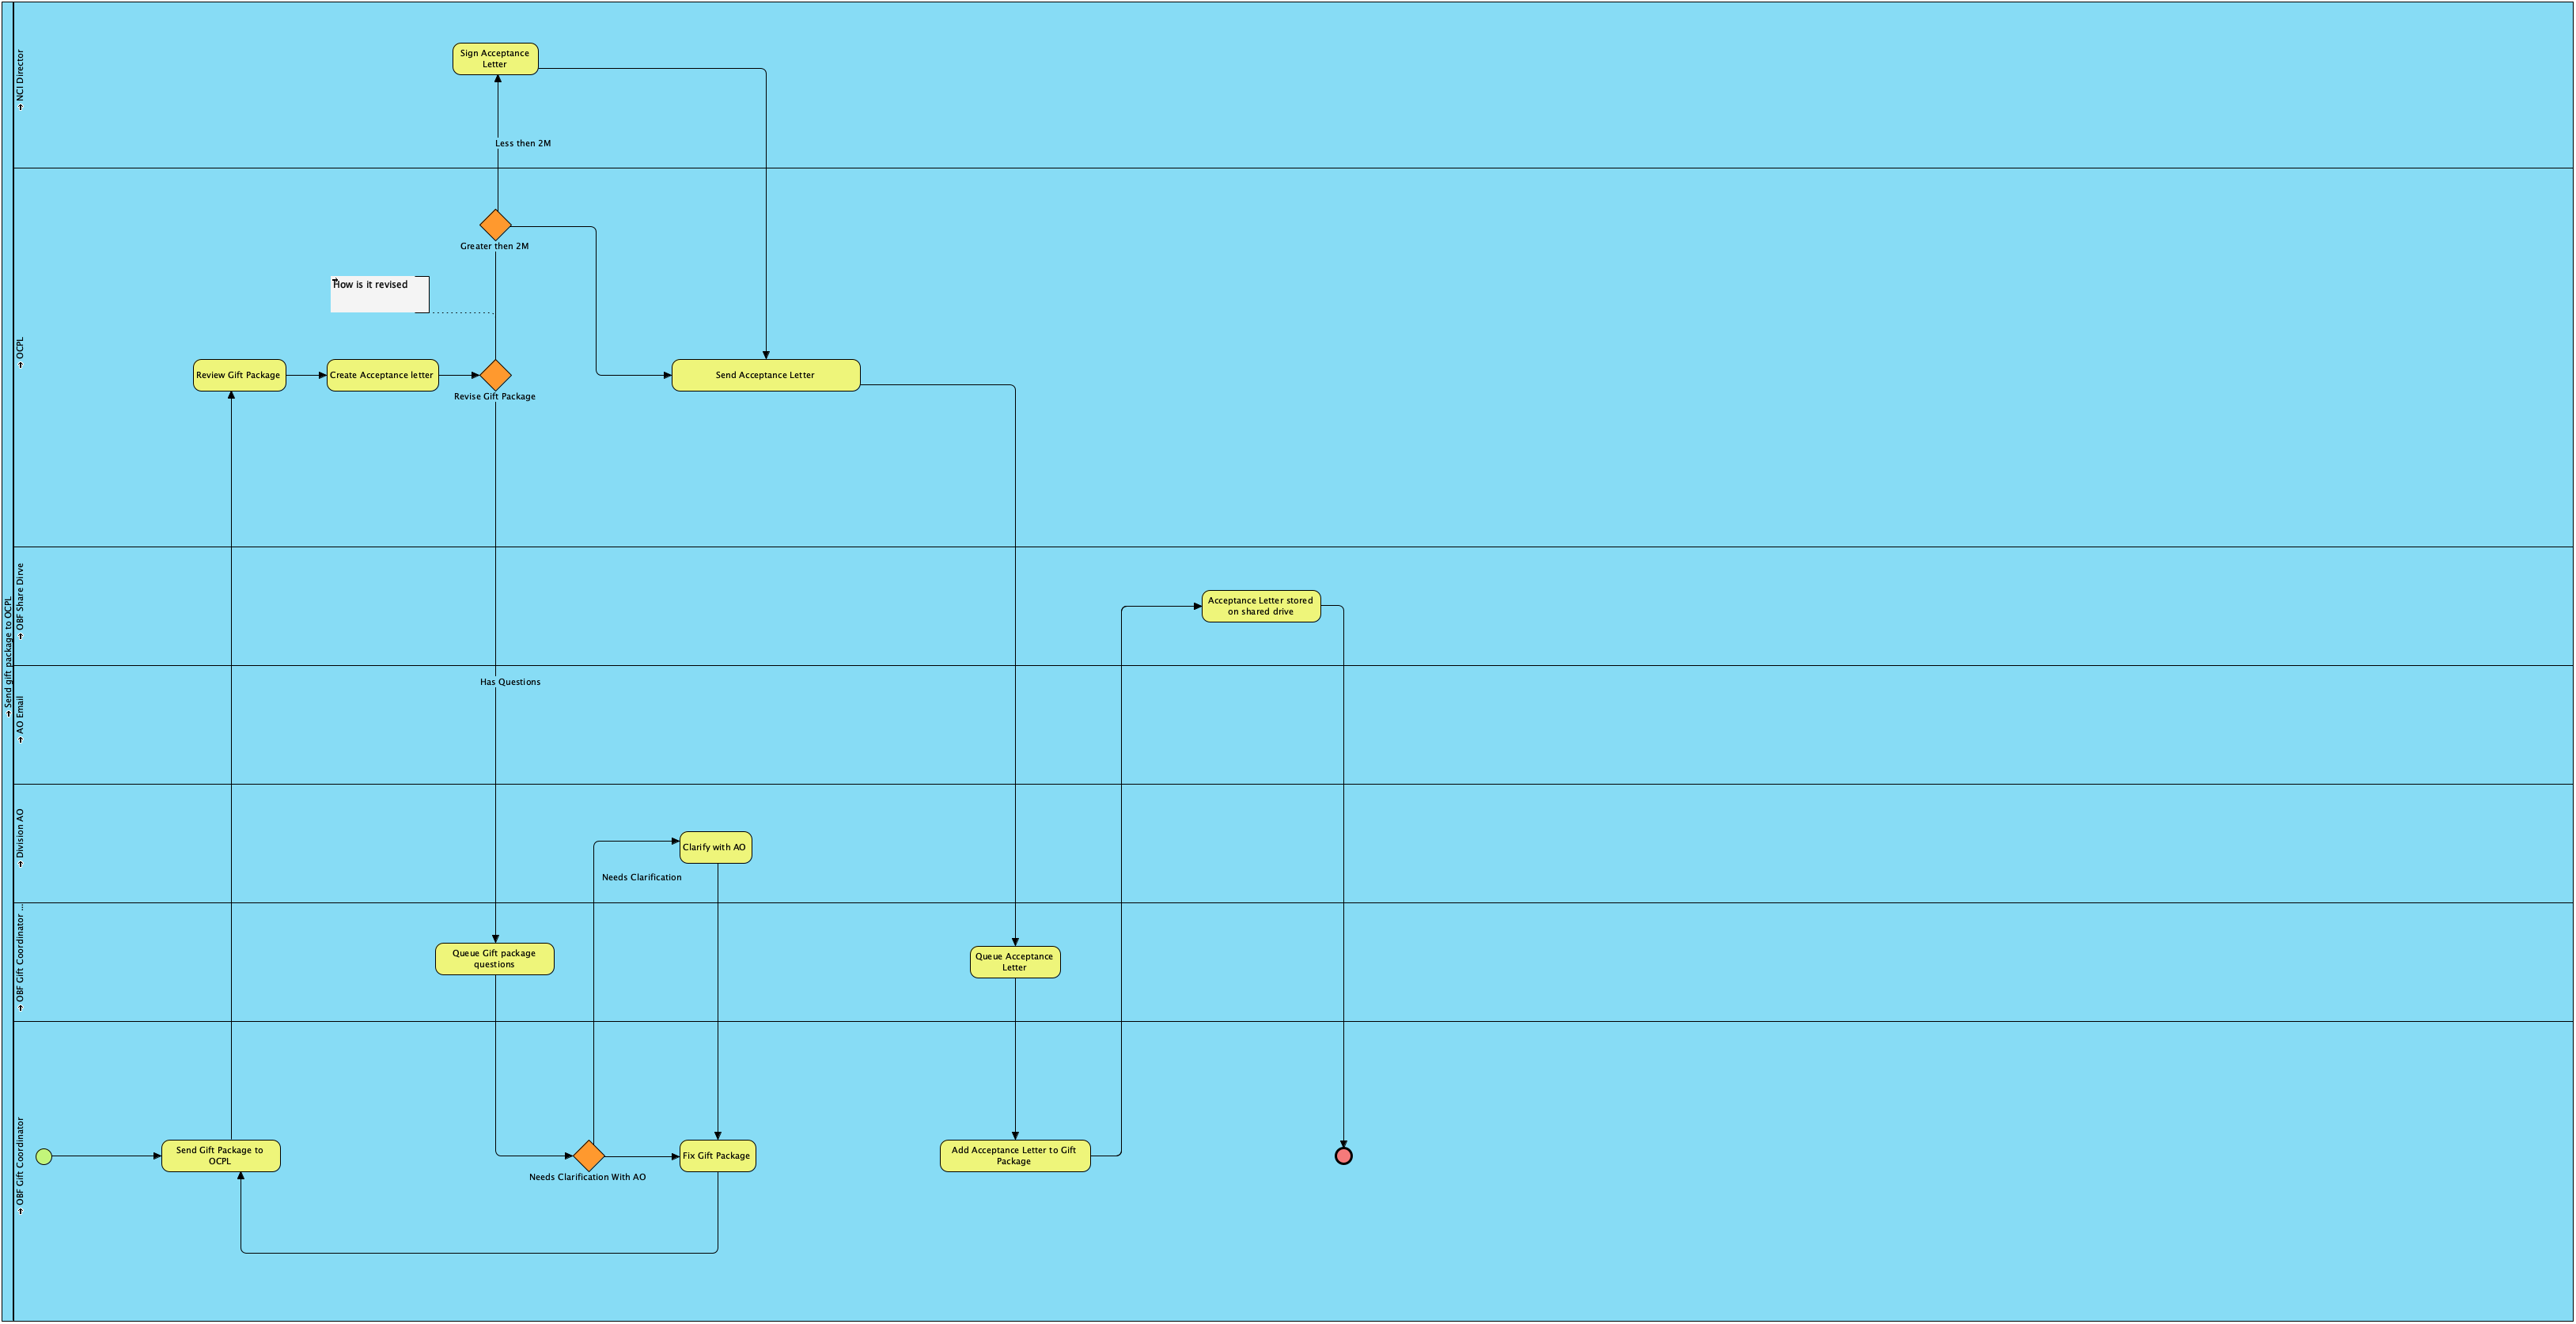 Send gift package to OCPL
NCI Director
Sign Acceptance
Letter
Less then 2M
OCPL
Greater then 2M
How is it revised
Review Gift Package
Create Acceptance letter
Revise Gift Package
Send Acceptance Letter
OBF Share Dirve
Acceptance Letter stored
on shared drive
AO Email
Has Questions
Division AO
Clarify with AO
Needs Clarification
OBF Gift Coordinator ...
Queue Gift package
questions
Queue Acceptance
Letter
OBF Gift Coordinator
Send Gift Package to
OCPL
Needs Clarification With AO
Fix Gift Package
Add Acceptance Letter to Gift
Package